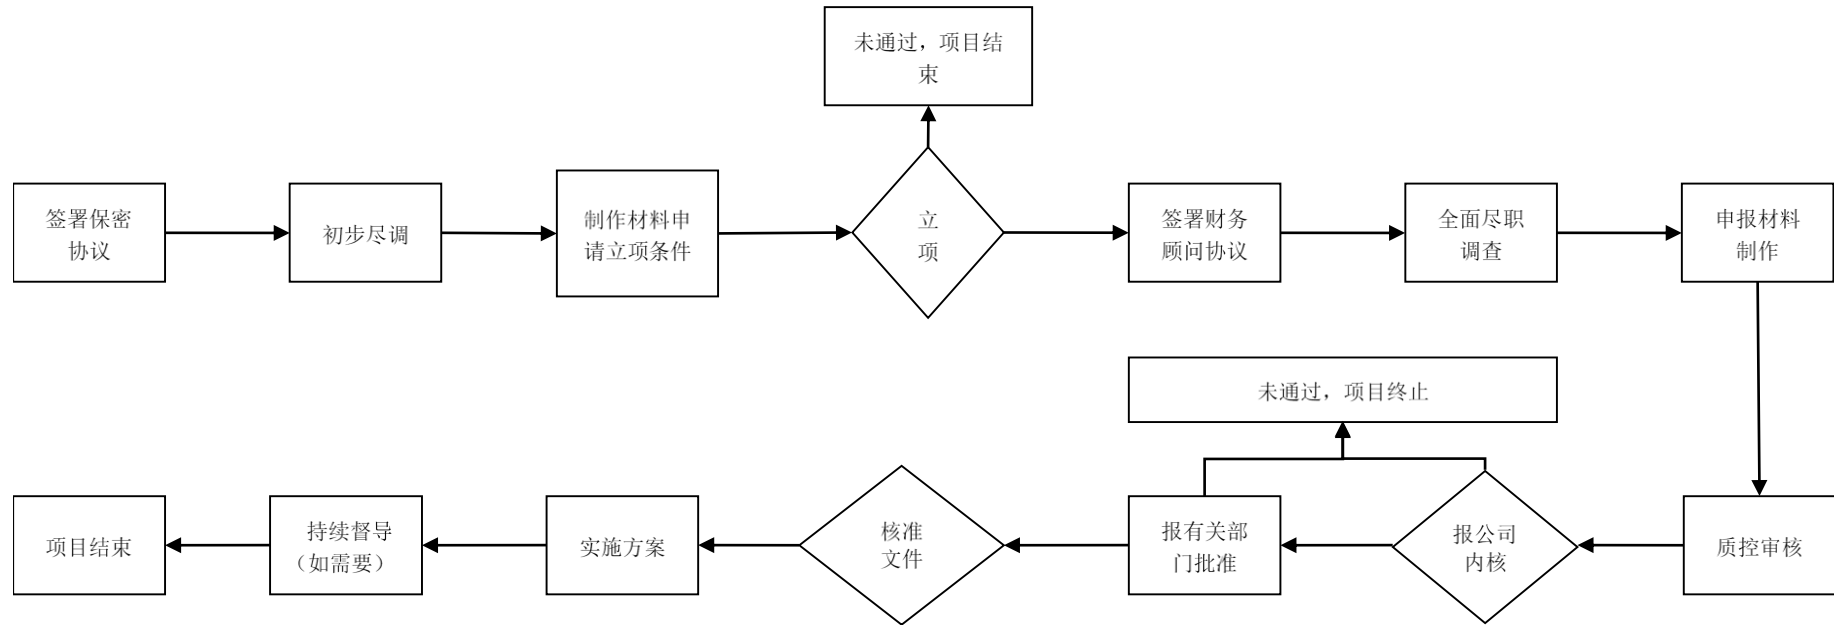 未通过，项目结
束
签署保密
协议
初步尽调
制作材料申
请立项条件
立
项
签署财务
顾问协议
全面尽职
调查
申报材料
制作
未通过，项目终止
质控审核
报公司
内核
报有关部
门批准
核准
文件
实施方案
持续督导
（如需要）
项目结束